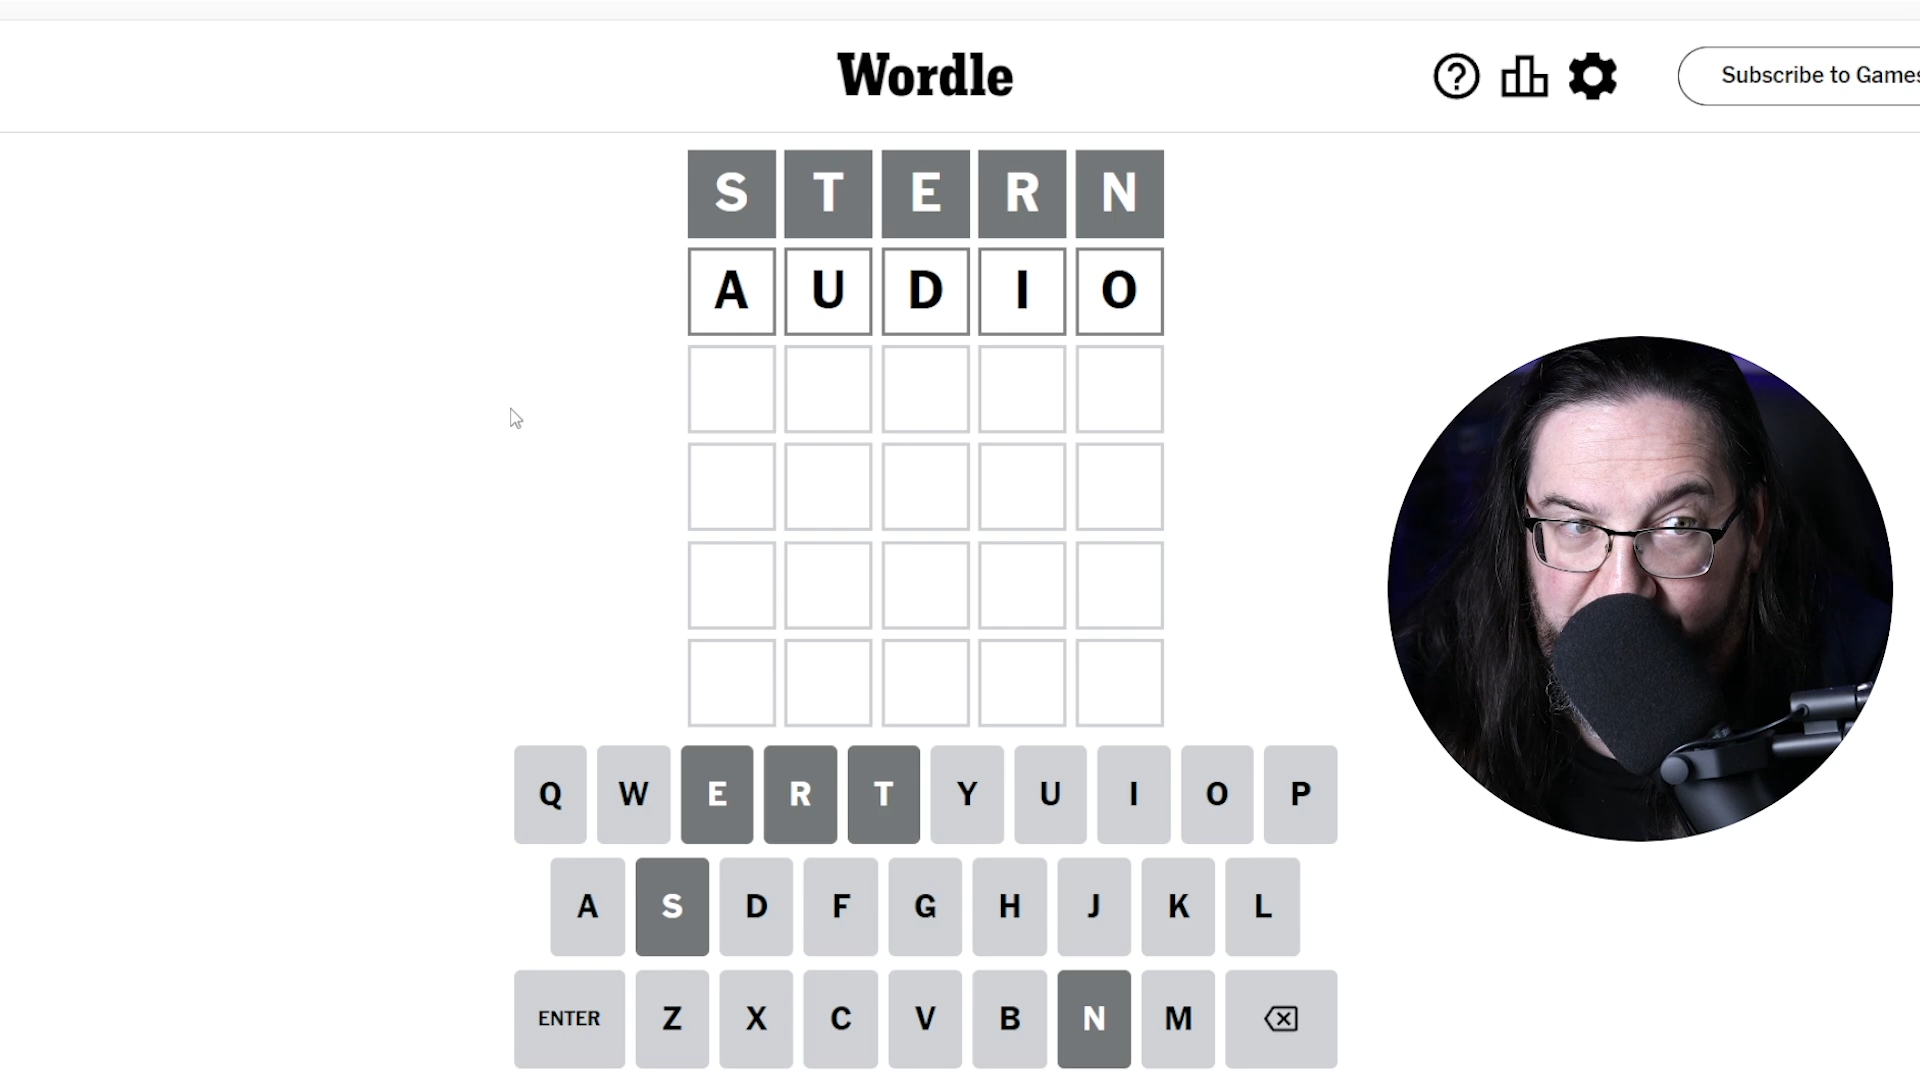 Wordle
Subscribe to Games
S T E R N
A U D I O
Q W E R T Y U I O P
A S D F G H J K L
ENTER Z X C V B N M